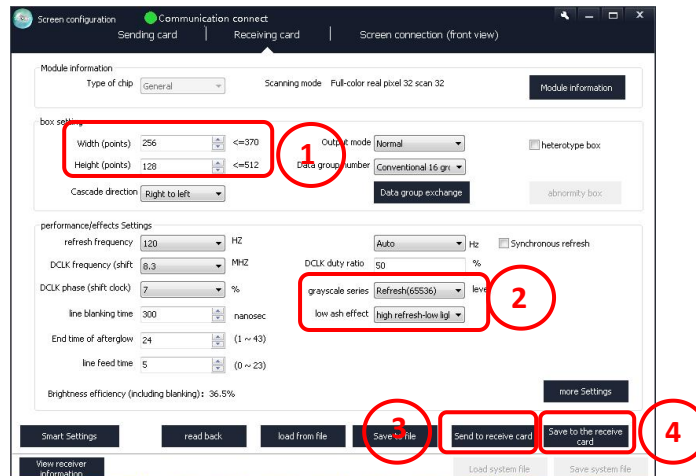 Screen configuration Communication connect
Sending card Receiving card Screen connection (front view)
Module information
Type of chip General Scanning mode Full-color real pixel 32 scan 32 Module information
box setting
Width (points) 256 <=370 Output mode Normal heterotype box
1
Height (points) 128 <=512 Data group number Conventional 16 gro
Cascade direction Right to left Data group exchange abnormity box
performance/effects Settings
refresh frequency 120 HZ Auto Hz Synchronous refresh
DCLK frequency (shift 8.3 MHZ DCLK duty ratio 50 %
DCLK phase (shift clock) 7 % grayscale series Refresh(65536) leve
2
line blanking time 300 nanosec low ash effect high refresh-low ligl
End time of afterglow 24 (1 ~ 43)
line feed time 5 (0 ~ 23)
Brightness efficiency (including blanking): 36.5% more Settings
3
4
Smart Settings read back load from file Save to file Send to receive card Save to the receive card
View receiver information Load system file Save system file